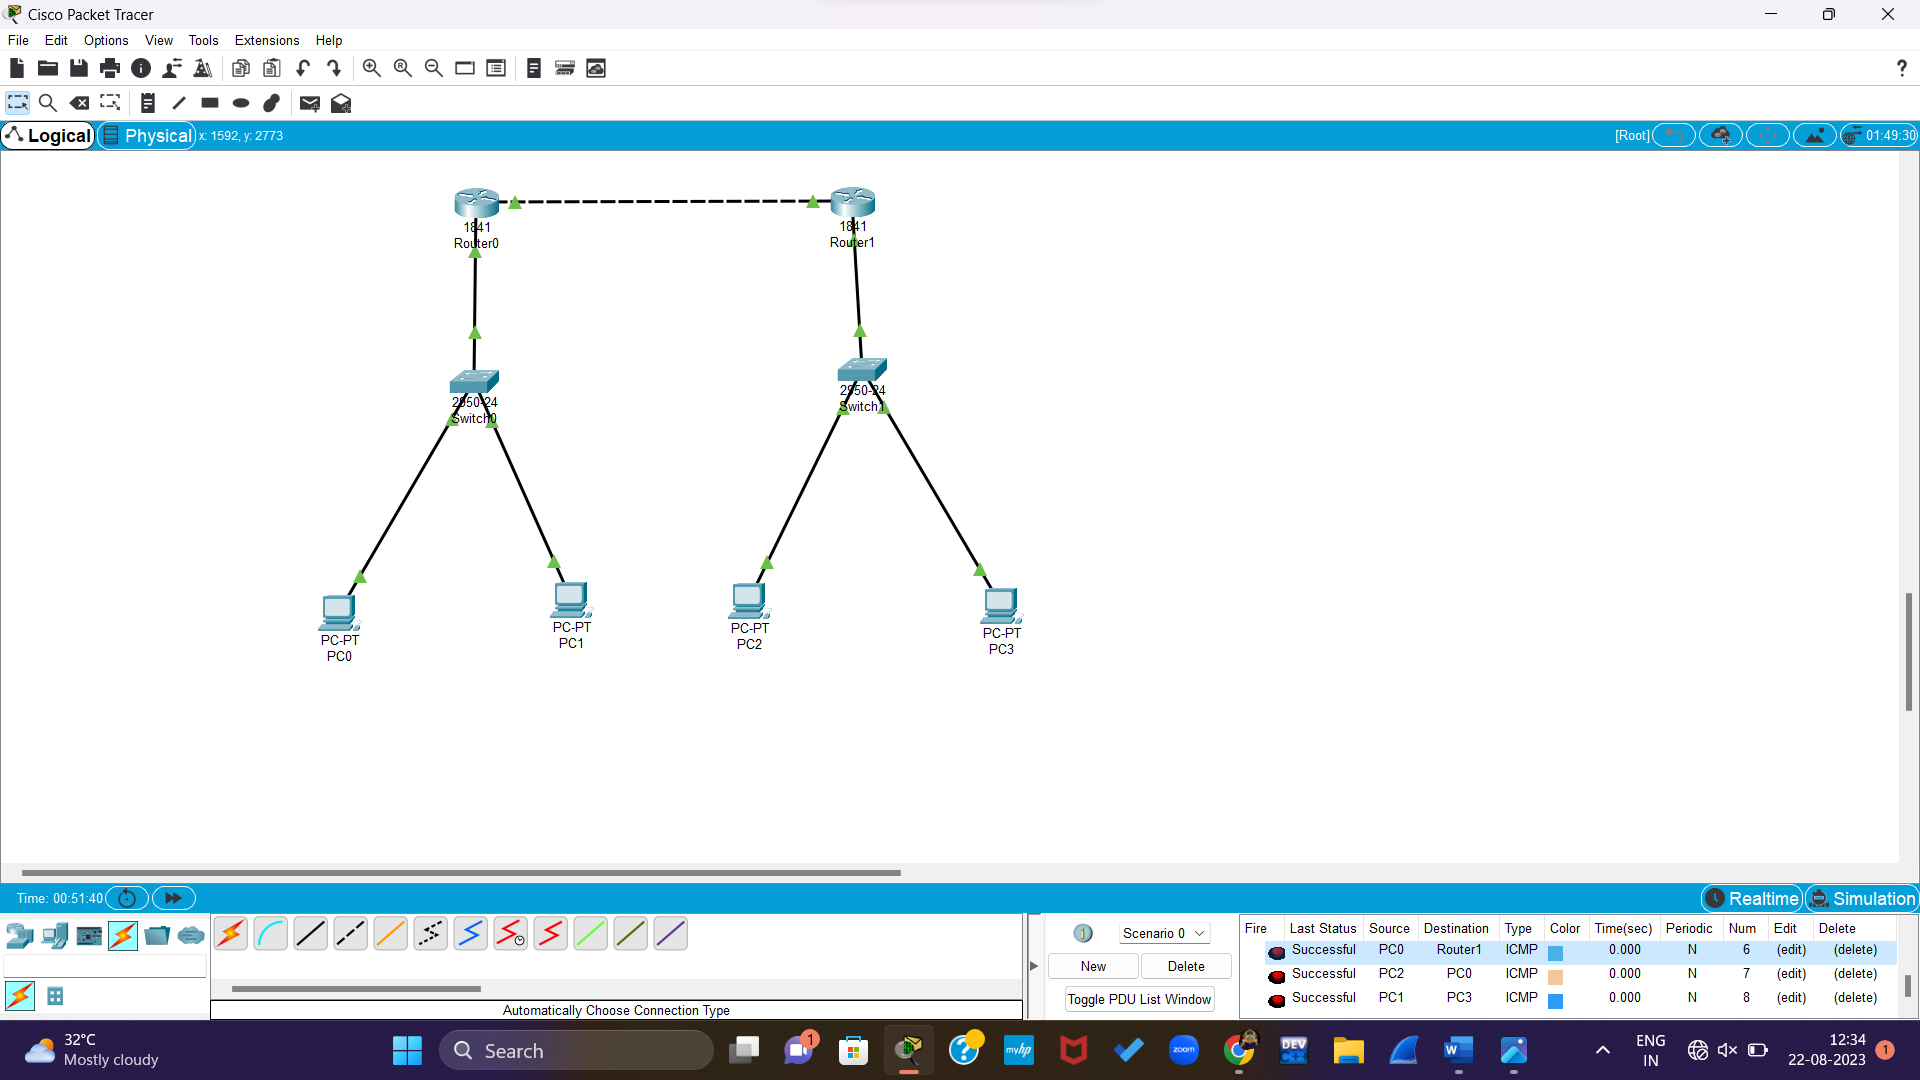 Cisco Packet Tracer
File Edit Options View Tools Extensions Help
?
Logical Physical x: 1592, y: 2773 [Root] 01:49:30
1841
Router0
1841
Router1
2950-24
Switch0
2950-24
Switch1
PC-PT
PC0
PC-PT
PC1
PC-PT
PC2
PC-PT
PC3
Time: 00:51:40 Realtime Simulation
Scenario 0
New Delete
Toggle PDU List Window
Fire Last Status Source Destination Type Color Time(sec) Periodic Num Edit Delete
Successful PC0 Router1 ICMP 0.000 N 6 (edit) (delete)
Successful PC2 PC0 ICMP 0.000 N 7 (edit) (delete)
Successful PC1 PC3 ICMP 0.000 N 8 (edit) (delete)
Automatically Choose Connection Type
32°C
Mostly cloudy
Search
1
myhp
zoom
DEV
C++
W
ENG
IN
12:34
22-08-2023
1